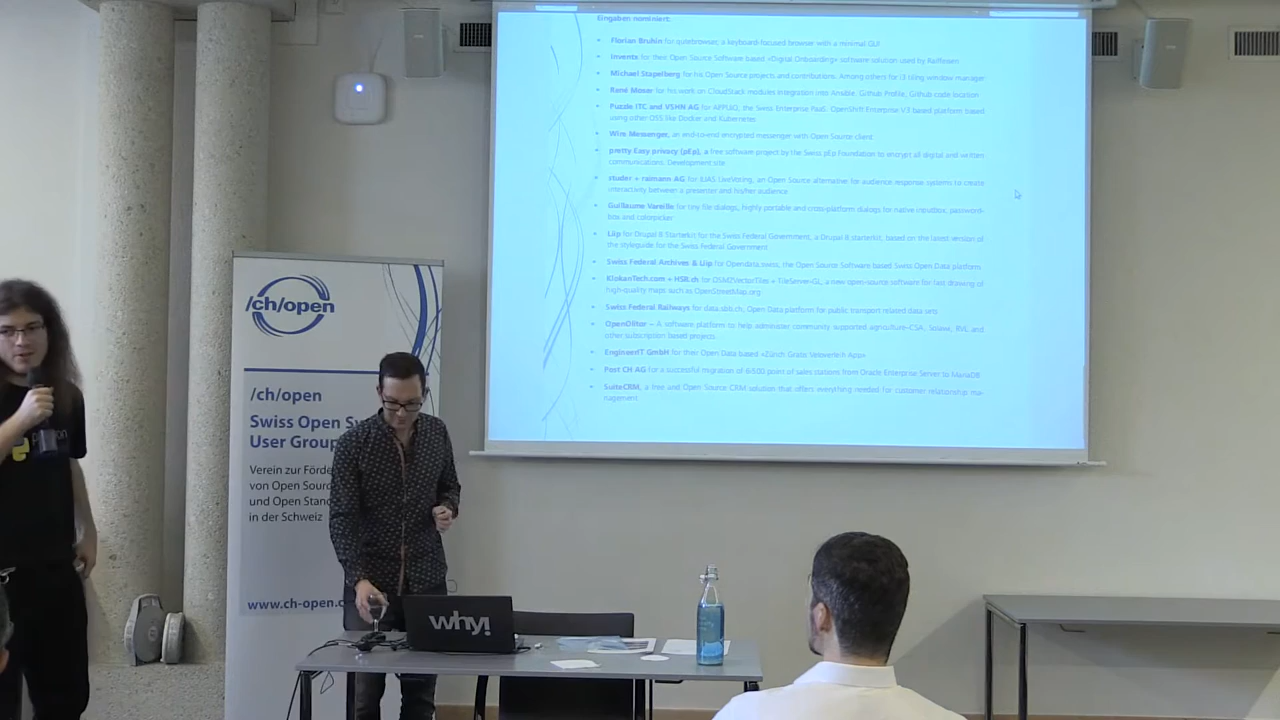 Eingaben nominiert.
Florian Bruhin for qutebrowser, a keyboard-focused browser with a minimal GUI
Inventx for their Open Source Software based «Digital Onboarding» software solution used by Raiffeisen
Michael Stapelberg for his Open Source projects and contributions. Among others for i3 tiling window manager
René Moser for his work on CloudStack modules integration into Ansible, Github Profile, Github code location
Puzzle ITC and VSHN AG for APPUiO, the Swiss Enterprise PaaS. OpenShift Enterprise V3 based platform based
using other OSS like Docker and Kubernetes
Wire Messenger, an end-to-end encrypted messenger with Open Source client.
pretty Easy privacy (pEp), a free software project by the Swiss pEp Foundation to encrypt all digital and written
communications. Development site
studer + raimann AG for ILIAS LiveVoting, an Open Source alternative for audience response systems to create
interactivity between a presenter and his/her audience
Guillaume Vareille for tiny file dialogs, highly portable and cross-platform dialogs for native inputbox, password-
box and colorpicker
Liip for Drupal 8 Starterkit for the Swiss Federal Government, a Drupal 8 starterkit, based on the latest version of
the styleguide for the Swiss Federal Government
Swiss Federal Archives & Liip for Opendata.swiss, the Open Source Software based Swiss Open Data platform
KlokanTech.com + HSR.ch for OSM2VectorTiles + TileServer-GL, a new open-source software for fast drawing of
high-quality maps such as OpenStreetMap.org
Swiss Federal Railways for data.sbb.ch, Open Data platform for public transport related data sets
OpenOlitor – A software platform to help administer community supported agriculture–CSA, Solawi, RVL and
other subscription based projects
EngineerIT GmbH for their Open Data based «Zürich Gratis Veloverleih App»
Post CH AG for a successful migration of 6500 point of sales stations from Oracle Enterprise Server to MariaDB
SuiteCRM, a free and Open Source CRM solution that offers everything needed for customer relationship ma-
nagement
/ch/open
/ch/open
Swiss Open Sy
User Group
Verein zur Förde
von Open Sourc
und Open Stand
in der Schweiz
www.ch-open.c
why!